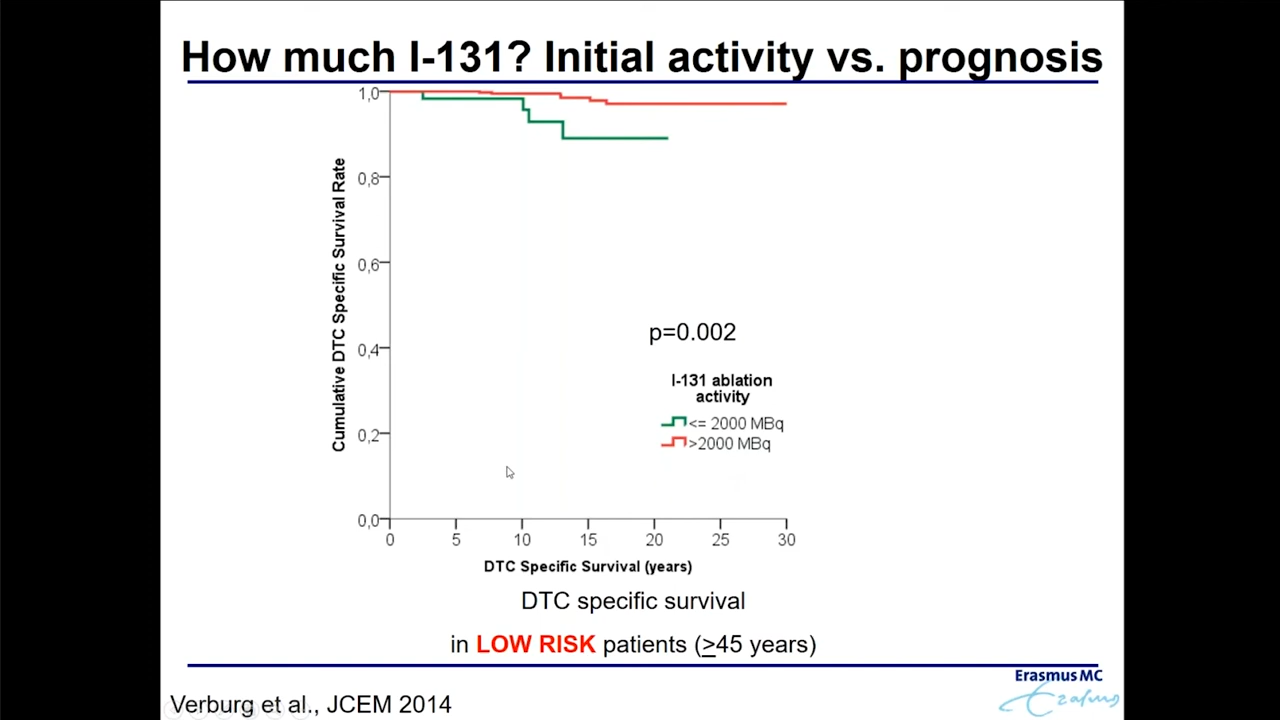 How much I-131? Initial activity vs. prognosis
Cumulative DTC Specific Survival Rate
1,0
0,8
0,6
0,4
0,2
0,0
0 5 10 15 20 25 30
DTC Specific Survival (years)
p=0.002
I-131 ablation
activity
<= 2000 MBq
>2000 MBq
DTC specific survival
in LOW RISK patients (≥45 years)
Erasmus MC
Erasmus
Verburg et al., JCEM 2014